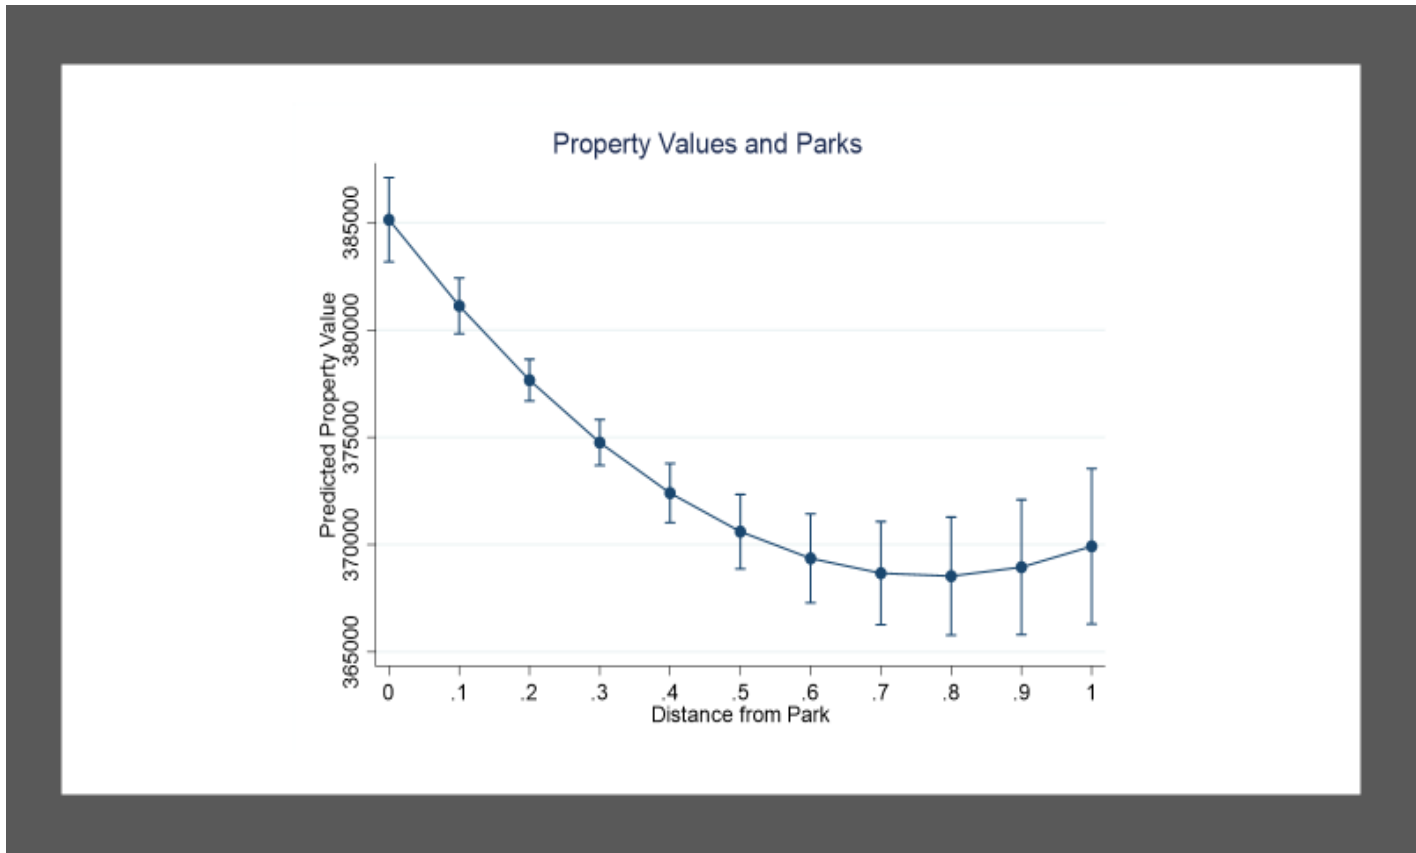 Property Values and Parks
Predicted Property Value
385000
380000
375000
370000
365000
0 .1 .2 .3 .4 .5 .6 .7 .8 .9 1
Distance from Park